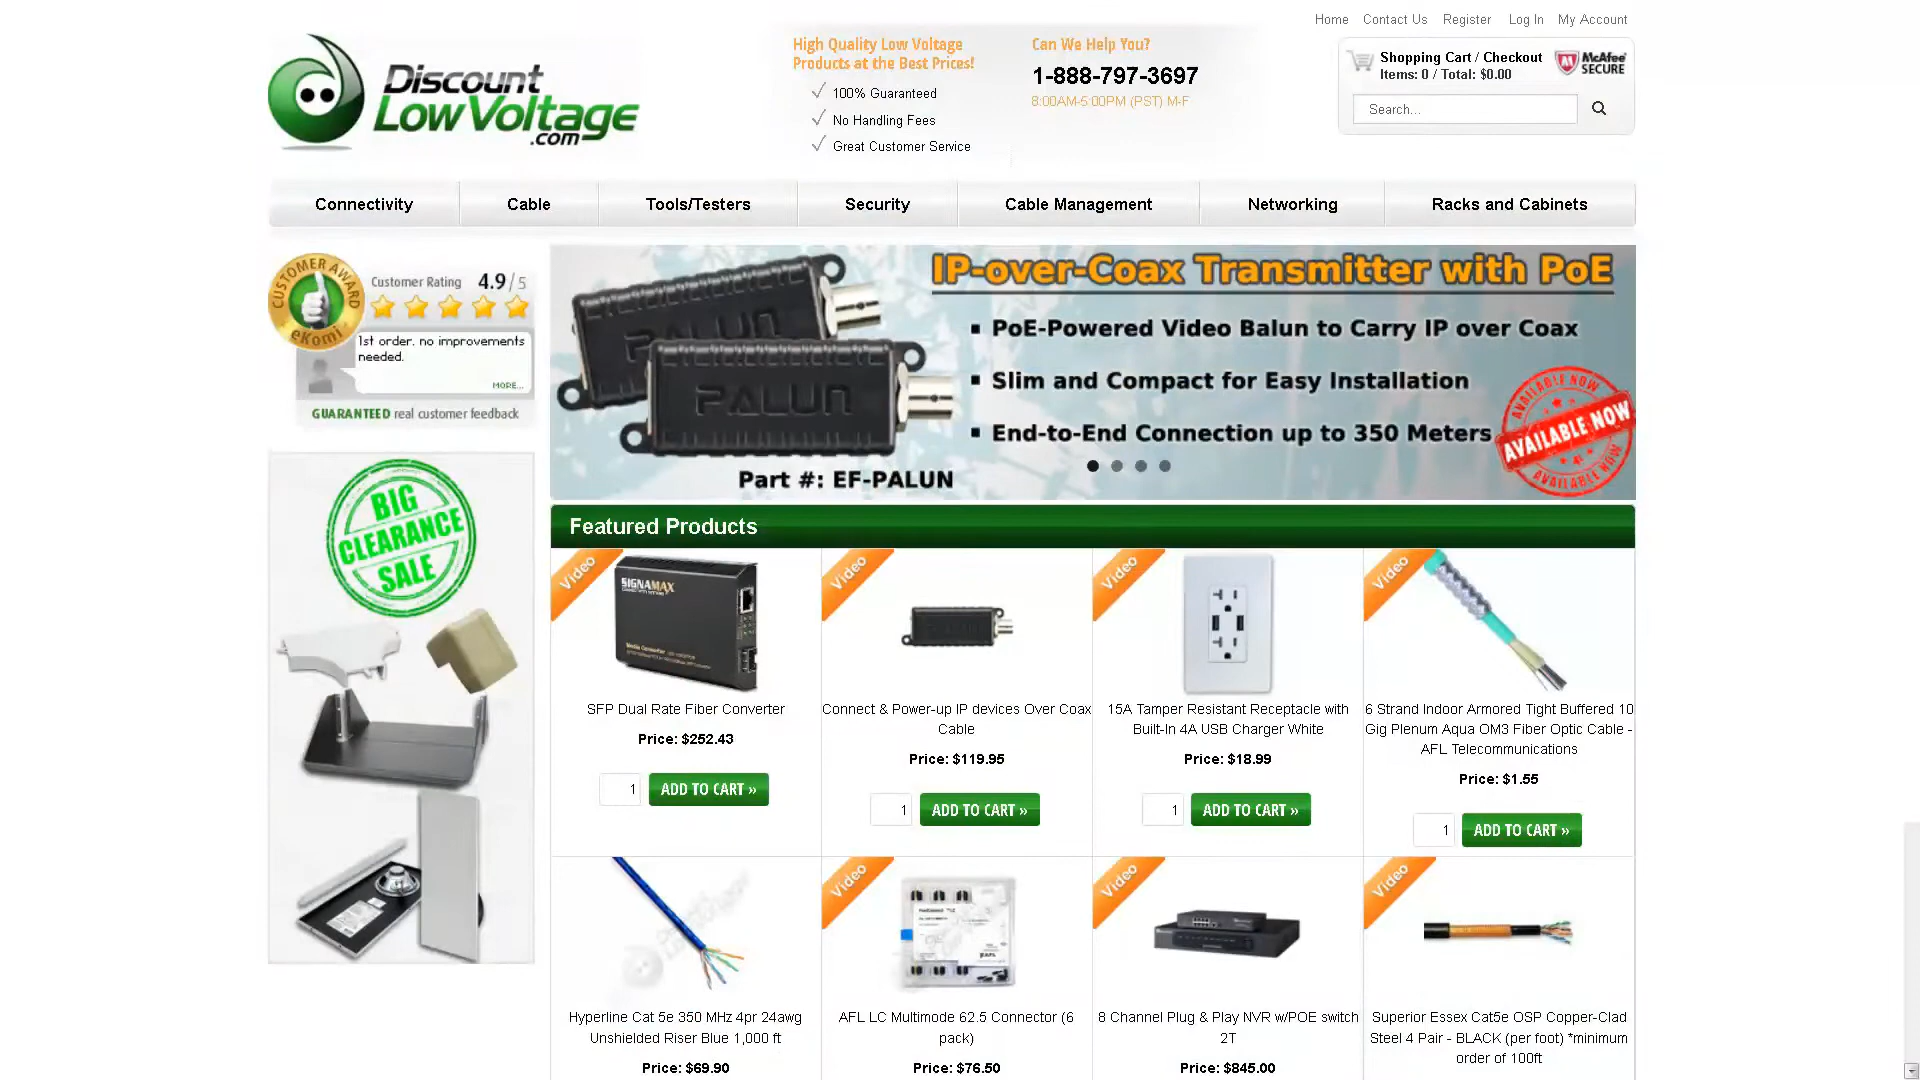 Home Contact Us Register Log In My Account
Discount
LowVoltage
.com
High Quality Low Voltage
Products at the Best Prices!
100% Guaranteed
No Handling Fees
Great Customer Service
Can We Help You?
1-888-797-3697
8:00AM-5:00PM (PST) M-F
Shopping Cart / Checkout
Items: 0 / Total: $0.00
McAfee
SECURE
Search...
Connectivity Cable Tools/Testers Security Cable Management Networking Racks and Cabinets
CUSTOMER AWARD
eKomi
Customer Rating 4.9 / 5
1st order. no improvements
needed.
MORE...
GUARANTEED real customer feedback
BIG
CLEARANCE
SALE
IP-over-Coax Transmitter with PoE
PoE-Powered Video Balun to Carry IP over Coax
Slim and Compact for Easy Installation
End-to-End Connection up to 350 Meters
PALUN
PALUN
Part #: EF-PALUN
AVAILABLE NOW
AVAILABLE NOW
AVAILABLE NOW
Featured Products
Video
SIGNAMAX
Media Converter
SFP Dual Rate Fiber Converter
Price: $252.43
1 ADD TO CART »
Video
Connect & Power-up IP devices Over Coax
Cable
Price: $119.95
1 ADD TO CART »
Video
15A Tamper Resistant Receptacle with
Built-In 4A USB Charger White
Price: $18.99
1 ADD TO CART »
Video
6 Strand Indoor Armored Tight Buffered 10
Gig Plenum Aqua OM3 Fiber Optic Cable -
AFL Telecommunications
Price: $1.55
1 ADD TO CART »
Hyperline Cat 5e 350 MHz 4pr 24awg
Unshielded Riser Blue 1,000 ft
Price: $69.90
Video
AFL LC Multimode 62.5 Connector (6
pack)
Price: $76.50
Video
8 Channel Plug & Play NVR w/POE switch
2T
Price: $845.00
Video
Superior Essex Cat5e OSP Copper-Clad
Steel 4 Pair - BLACK (per foot) *minimum
order of 100ft